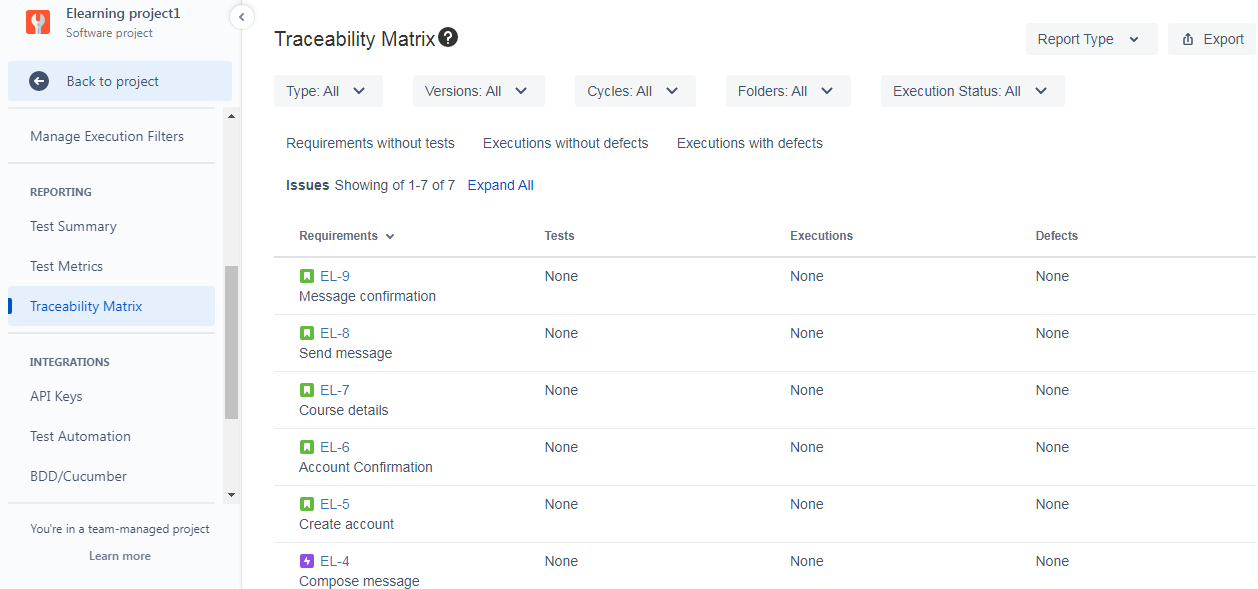 Elearning project1
Software project
Back to project
Manage Execution Filters
REPORTING
Test Summary
Test Metrics
Traceability Matrix
INTEGRATIONS
API Keys
Test Automation
BDD/Cucumber
You're in a team-managed project
Learn more
Traceability Matrix ?
Report Type Export
Type: All Versions: All Cycles: All Folders: All Execution Status: All
Requirements without tests Executions without defects Executions with defects
Issues Showing of 1-7 of 7 Expand All
Requirements Tests Executions Defects
EL-9 None None None
Message confirmation
EL-8 None None None
Send message
EL-7 None None None
Course details
EL-6 None None None
Account Confirmation
EL-5 None None None
Create account
EL-4 None None None
Compose message